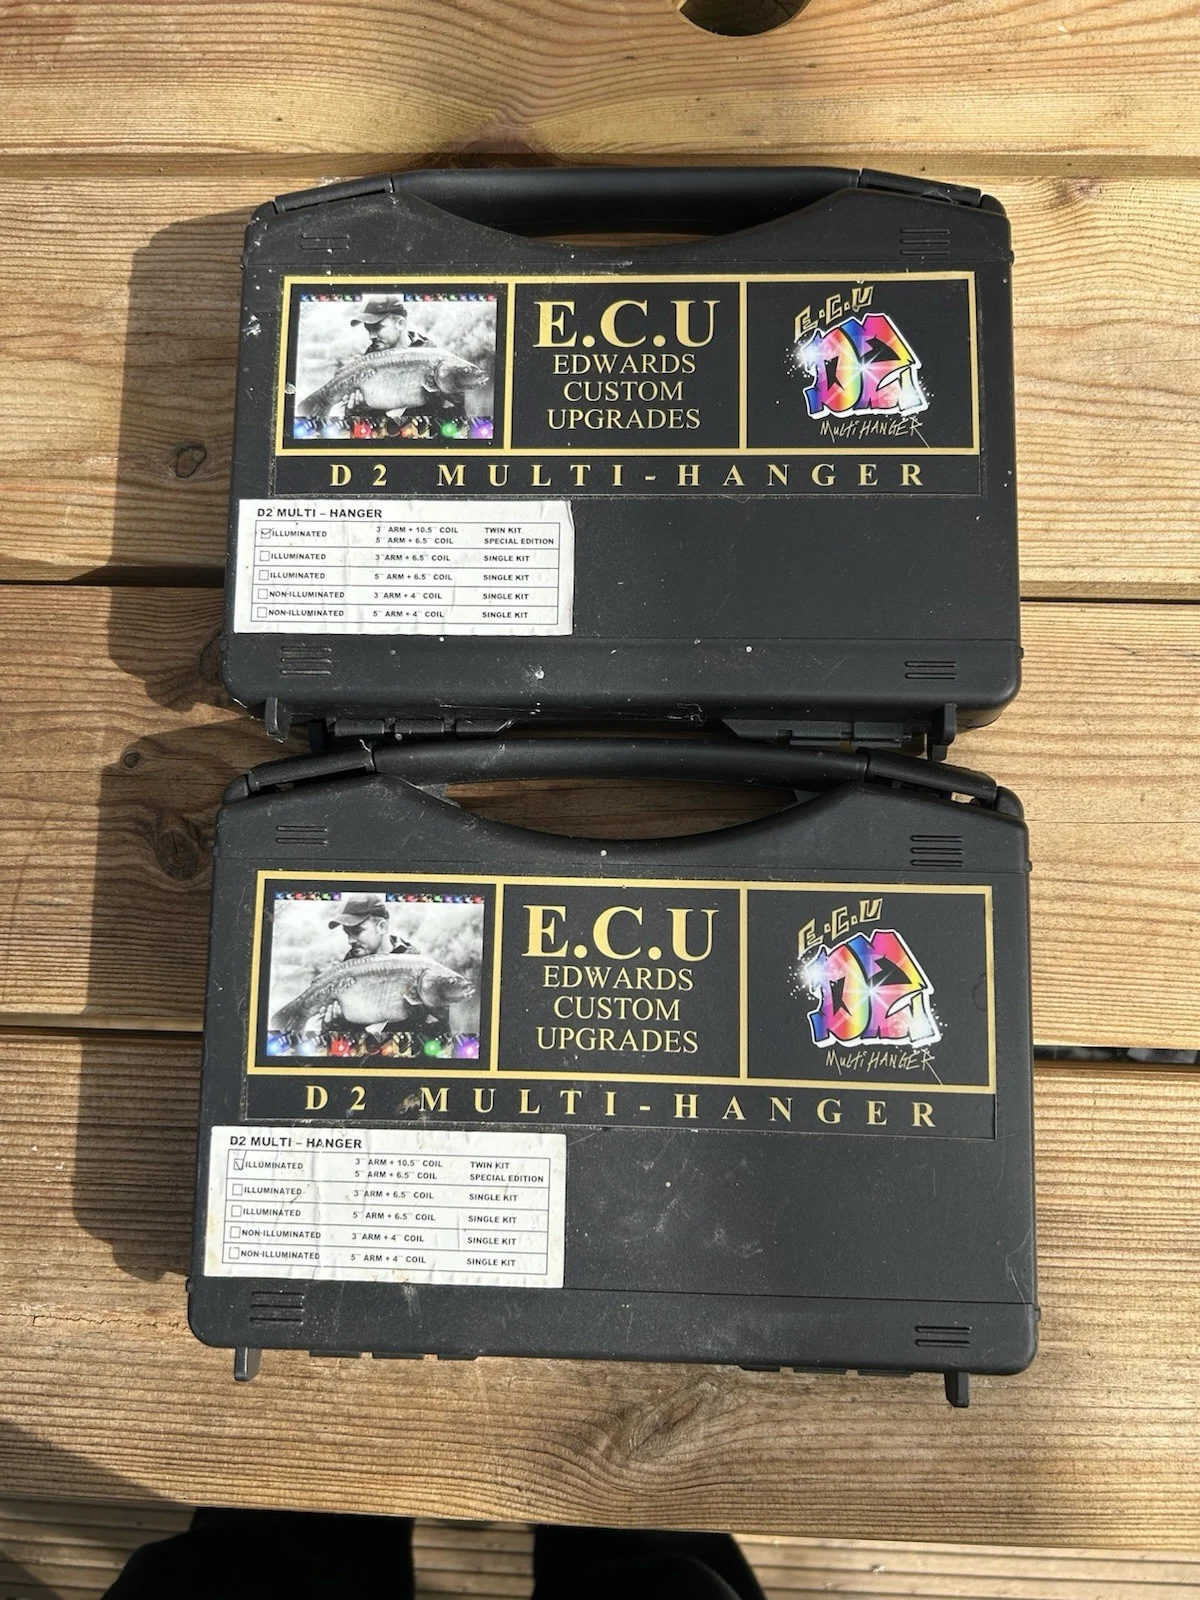 E.C.U
EDWARDS
CUSTOM
UPGRADES
E.C.U
D2
MULTI HANGER
D2 MULTI-HANGER
D2 MULTI – HANGER
ILLUMINATED 3" ARM + 10.5" COIL TWIN KIT
5" ARM + 6.5" COIL SPECIAL EDITION
ILLUMINATED 3" ARM + 6.5" COIL SINGLE KIT
ILLUMINATED 5" ARM + 6.5" COIL SINGLE KIT
NON-ILLUMINATED 3" ARM + 4" COIL SINGLE KIT
NON-ILLUMINATED 5" ARM + 4" COIL SINGLE KIT
E.C.U
EDWARDS
CUSTOM
UPGRADES
E.C.U
D2
MULTI HANGER
D2 MULTI-HANGER
D2 MULTI – HANGER
ILLUMINATED 3" ARM + 10.5" COIL TWIN KIT
5" ARM + 6.5" COIL SPECIAL EDITION
ILLUMINATED 3" ARM + 6.5" COIL SINGLE KIT
ILLUMINATED 5" ARM + 6.5" COIL SINGLE KIT
NON-ILLUMINATED 3" ARM + 4" COIL SINGLE KIT
NON-ILLUMINATED 5" ARM + 4" COIL SINGLE KIT